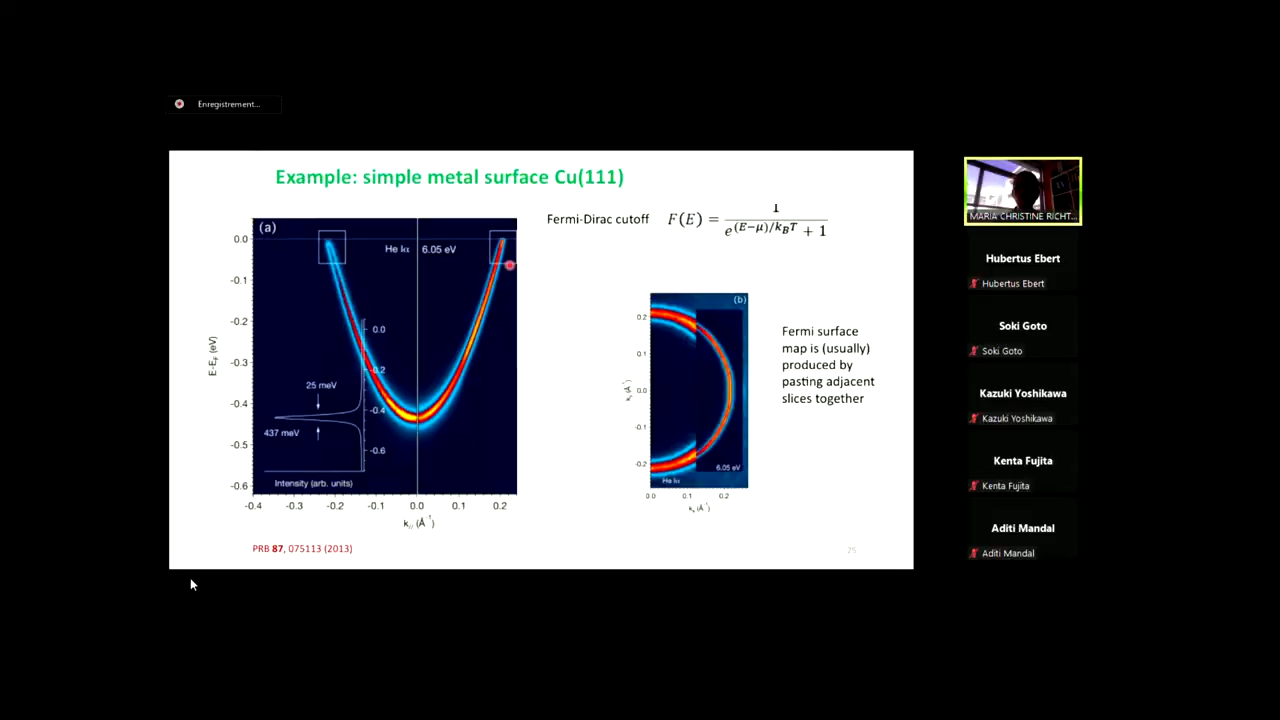 Enregistrement...
Example: simple metal surface Cu(111)
(a)
He Iα 6.05 eV
0.0
-0.1
-0.2
-0.3
-0.4
-0.5
-0.6
E-E_F (eV)
0.0
-0.2
-0.4
-0.6
25 meV
437 meV
Intensity (arb. units)
-0.4 -0.3 -0.2 -0.1 0.0 0.1 0.2
k// (Å⁻¹)
PRB 87, 075113 (2013)
Fermi-Dirac cutoff F(E) = 1 / (e^{(E−μ)/k_BT} + 1)
(b)
0.2
0.1
0.0
-0.1
-0.2
6.05 eV
He Iα
0.0 0.1 0.2
kₓ (Å⁻¹)
Fermi surface
map is (usually)
produced by
pasting adjacent
slices together
25
MARIA CHRISTINE RICHT...
Hubertus Ebert
Hubertus Ebert
Soki Goto
Soki Goto
Kazuki Yoshikawa
Kazuki Yoshikawa
Kenta Fujita
Kenta Fujita
Aditi Mandal
Aditi Mandal